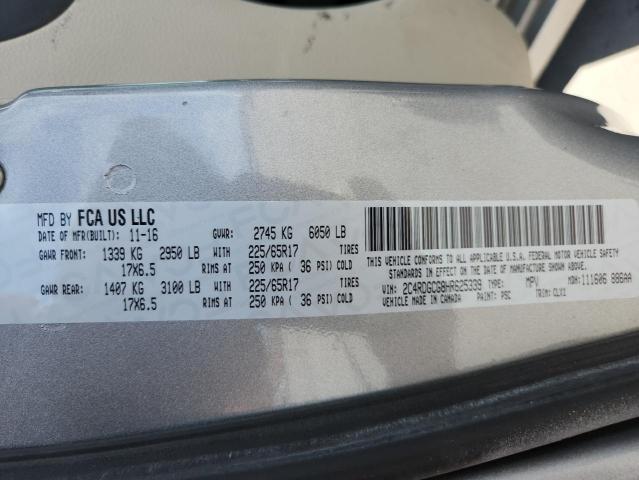 MFD BY FCA US LLC
DATE OF MFR(BUILT): 11-16 GVWR: 2745 KG 6050 LB
GAWR FRONT: 1339 KG 2950 LB WITH 225/65R17 TIRES
17X6.5 RIMS AT 250 KPA ( 36 PSI) COLD
GAWR REAR: 1407 KG 3100 LB WITH 225/65R17 TIRES
17X6.5 RIMS AT 250 KPA ( 36 PSI) COLD
THIS VEHICLE CONFORMS TO ALL APPLICABLE U.S.A. FEDERAL MOTOR VEHICLE SAFETY
STANDARDS IN EFFECT ON THE DATE OF MANUFACTURE SHOWN ABOVE.
VIN: 2C4RDGCG8HR625339 TYPE: MPV MDH: 111606 886AA
VEHICLE MADE IN CANADA PAINT: PSC TRIM: CLX1